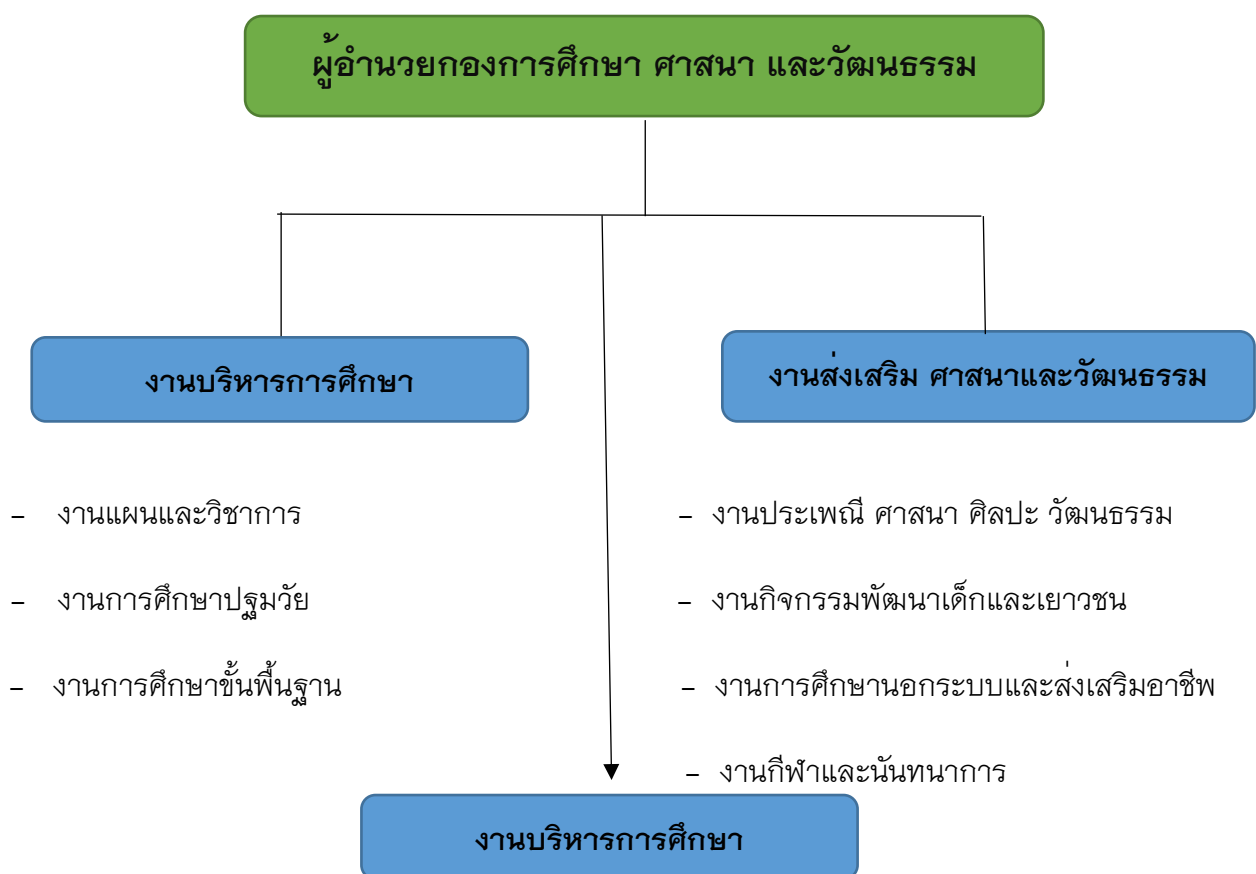 ผู้อำนวยกองการศึกษา ศาสนา และวัฒนธรรม
งานบริหารการศึกษา
- งานแผนและวิชาการ
- งานการศึกษาปฐมวัย
- งานการศึกษาขั้นพื้นฐาน
งานส่งเสริม ศาสนาและวัฒนธรรม
- งานประเพณี ศาสนา ศิลปะ วัฒนธรรม
- งานกิจกรรมพัฒนาเด็กและเยาวชน
- งานการศึกษานอกระบบและส่งเสริมอาชีพ
- งานกีฬาและนันทนาการ
งานบริหารการศึกษา